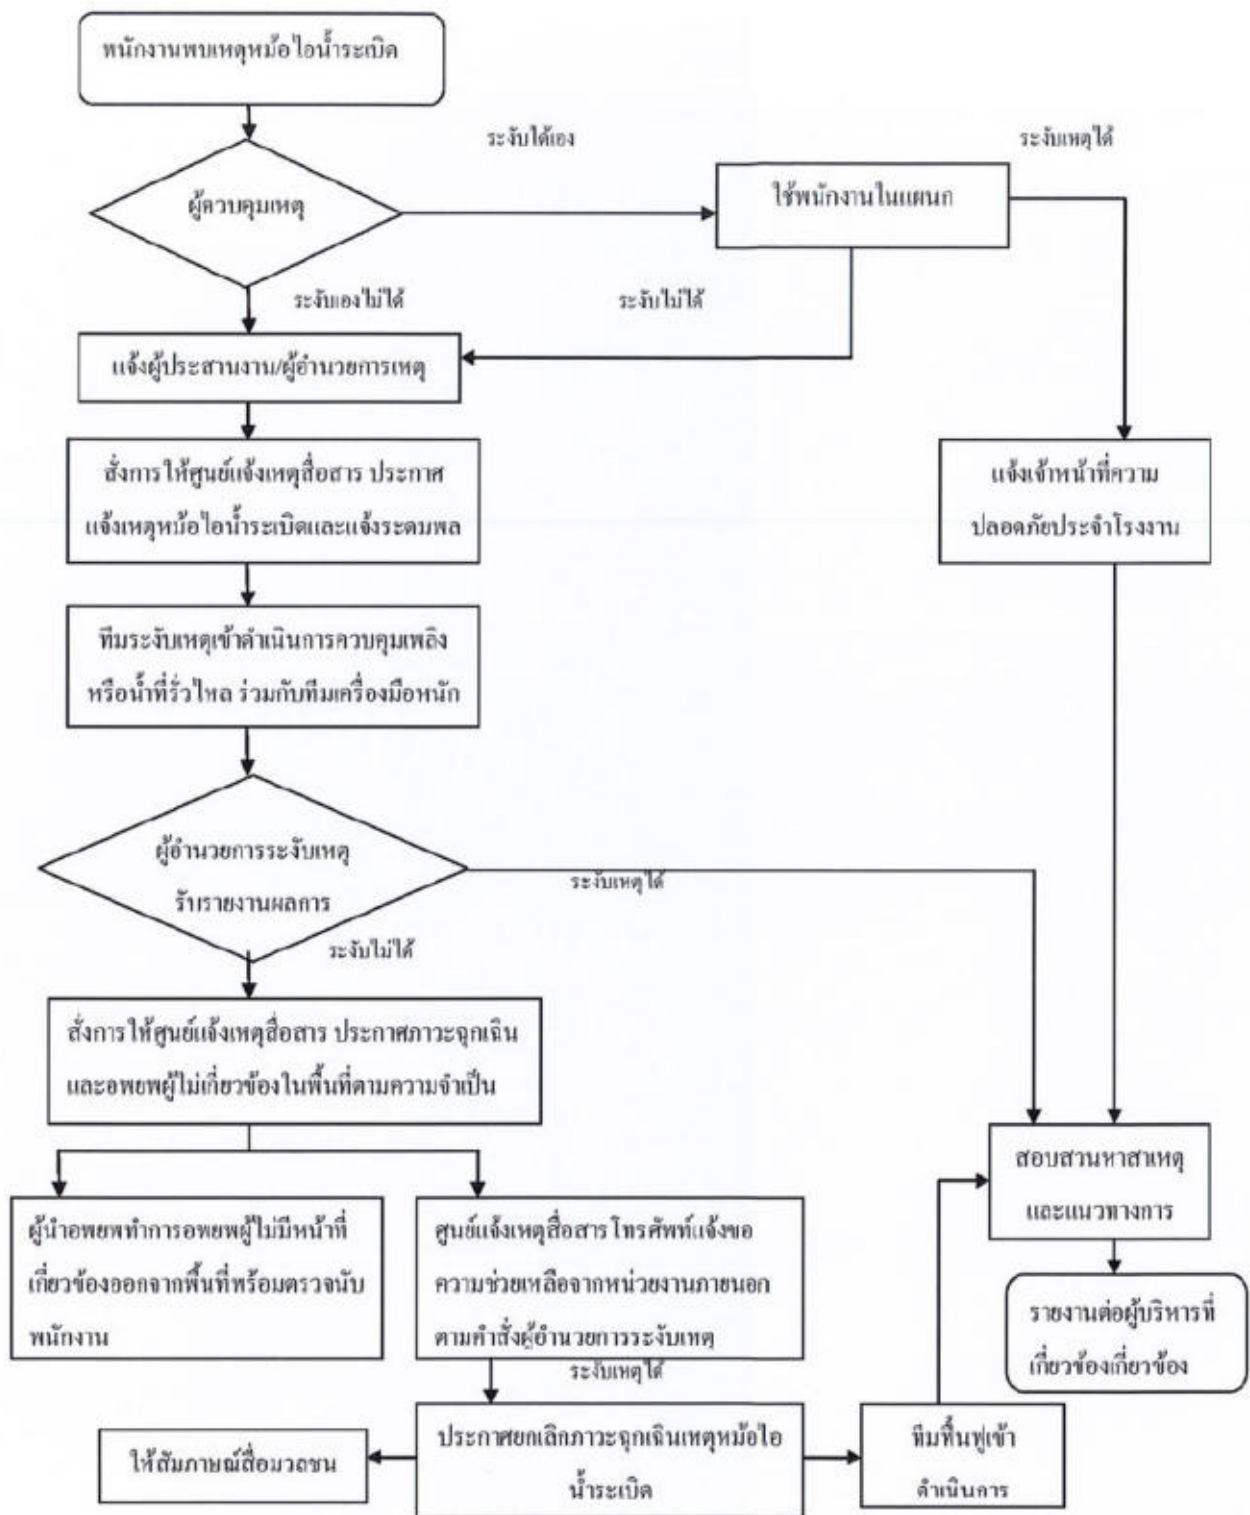 พนักงานพบเหตุหม้อไอน้ำระเบิด
ระงับได้เอง
ระงับเหตุได้
ผู้ควบคุมเหตุ
ใช้พนักงานในแผนก
ระงับเองไม่ได้
ระงับไม่ได้
แจ้งผู้ประสานงาน/ผู้อำนวยการเหตุ
สั่งการให้ศูนย์แจ้งเหตุสื่อสาร ประกาศ
แจ้งเหตุหม้อไอน้ำระเบิดและแจ้งระดมพล
แจ้งเจ้าหน้าที่ความ
ปลอดภัยประจำโรงงาน
ทีมระงับเหตุเข้าดำเนินการควบคุมเพลิง
หรือน้ำที่รั่วไหล ร่วมกับทีมเครื่องมือหนัก
ผู้อำนวยการระงับเหตุ
รับรายงานผลการ
ระงับเหตุได้
ระงับไม่ได้
สั่งการให้ศูนย์แจ้งเหตุสื่อสาร ประกาศภาวะฉุกเฉิน
และอพยพผู้ไม่เกี่ยวข้องในพื้นที่ตามความจำเป็น
สอบสวนหาสาเหตุ
และแนวทางการ
ผู้นำอพยพทำการอพยพผู้ไม่มีหน้าที่
เกี่ยวข้องออกจากพื้นที่พร้อมตรวจนับ
พนักงาน
ศูนย์แจ้งเหตุสื่อสาร โทรศัพท์แจ้งขอ
ความช่วยเหลือจากหน่วยงานภายนอก
ตามคำสั่งผู้อำนวยการระงับเหตุ
รายงานต่อผู้บริหารที่
เกี่ยวข้องเกี่ยวข้อง
ระงับเหตุได้
ให้สัมภาษณ์สื่อมวลชน
ประกาศยกเลิกภาวะฉุกเฉินเหตุหม้อไอ
น้ำระเบิด
ทีมฟื้นฟูเข้า
ดำเนินการ